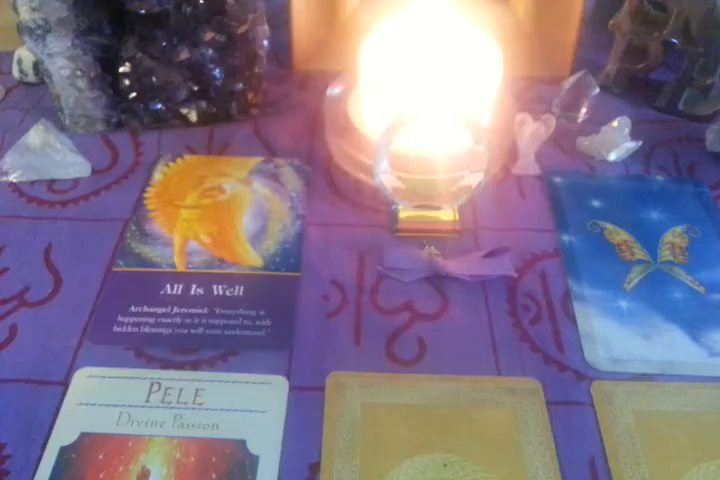 All Is Well
Archangel Jeremiel: "Everything is
happening exactly as it is supposed to, with
hidden blessings you will soon understand."
PELE
Divine Passion
ॐ